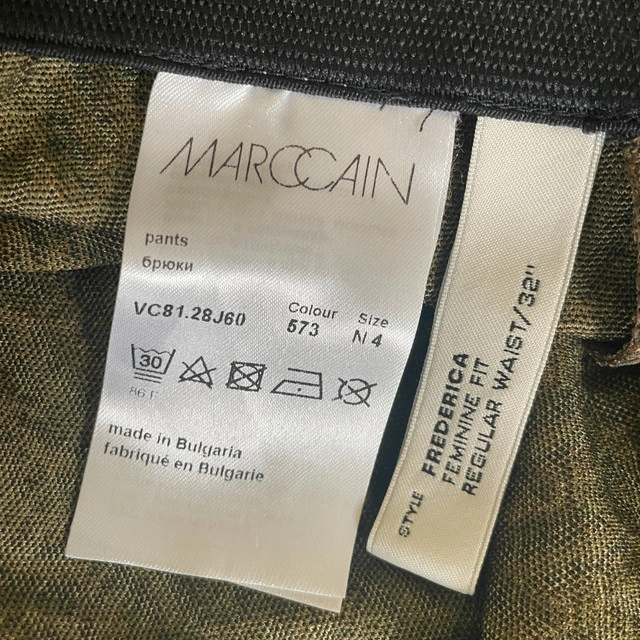 MARCCAIN
pants
брюки
VC81.28J60
Colour
573
Size
N 4
30
86 F
made in Bulgaria
fabriqué en Bulgarie
STYLE FREDERICA
FEMININE FIT
REGULAR WAIST/32"